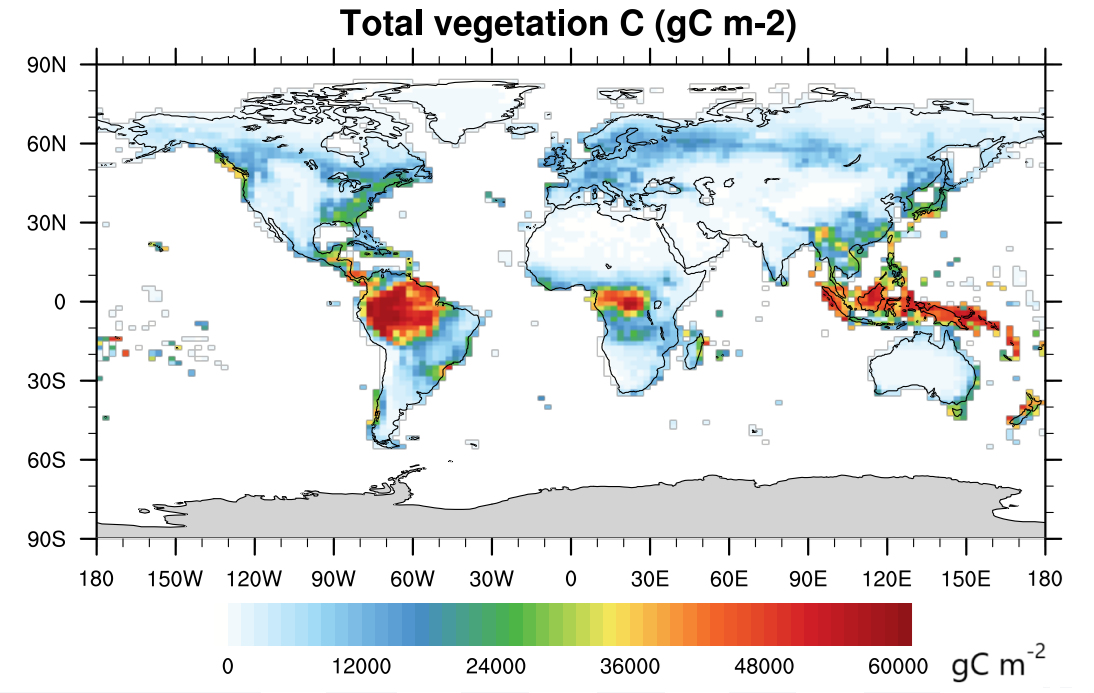 Total vegetation C (gC m-2)
90N
60N
30N
0
30S
60S
90S
180 150W 120W 90W 60W 30W 0 30E 60E 90E 120E 150E 180
0 12000 24000 36000 48000 60000 gC m-2